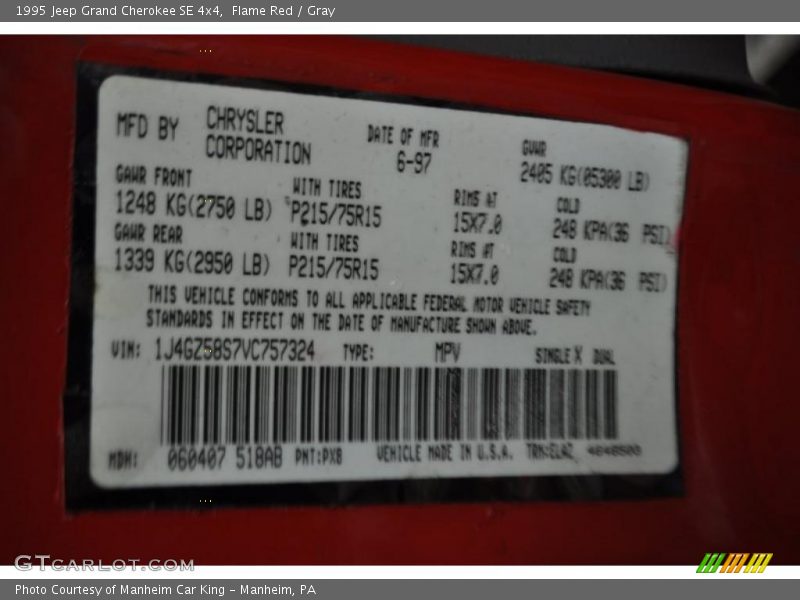 1995 Jeep Grand Cherokee SE 4x4, Flame Red / Gray
MFD BY CHRYSLER CORPORATION DATE OF MFR 6-97 GVWR 2405 KG(05300 LB)
GAWR FRONT WITH TIRES RIMS AT COLD
1248 KG(2750 LB) P215/75R15 15X7.0 248 KPA(36 PSI)
GAWR REAR WITH TIRES RIMS AT COLD
1339 KG(2950 LB) P215/75R15 15X7.0 248 KPA(36 PSI)
THIS VEHICLE CONFORMS TO ALL APPLICABLE FEDERAL MOTOR VEHICLE SAFETY
STANDARDS IN EFFECT ON THE DATE OF MANUFACTURE SHOWN ABOVE.
VIN: 1J4GZ58S7VC757324 TYPE: MPV SINGLE X DUAL
MDH: 060407 518AB PNT:PX8 VEHICLE MADE IN U.S.A.
GTcarlot.com
Photo Courtesy of Manheim Car King - Manheim, PA